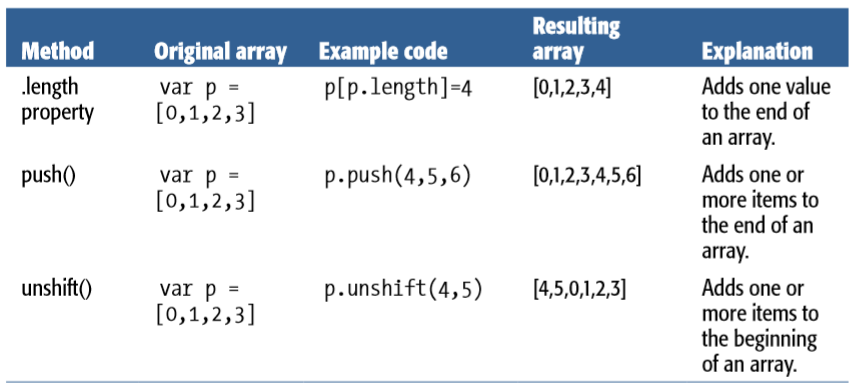 Method Original array Example code Resulting array Explanation
.length property var p = [0,1,2,3] p[p.length]=4 [0,1,2,3,4] Adds one value to the end of an array.
push() var p = [0,1,2,3] p.push(4,5,6) [0,1,2,3,4,5,6] Adds one or more items to the end of an array.
unshift() var p = [0,1,2,3] p.unshift(4,5) [4,5,0,1,2,3] Adds one or more items to the beginning of an array.